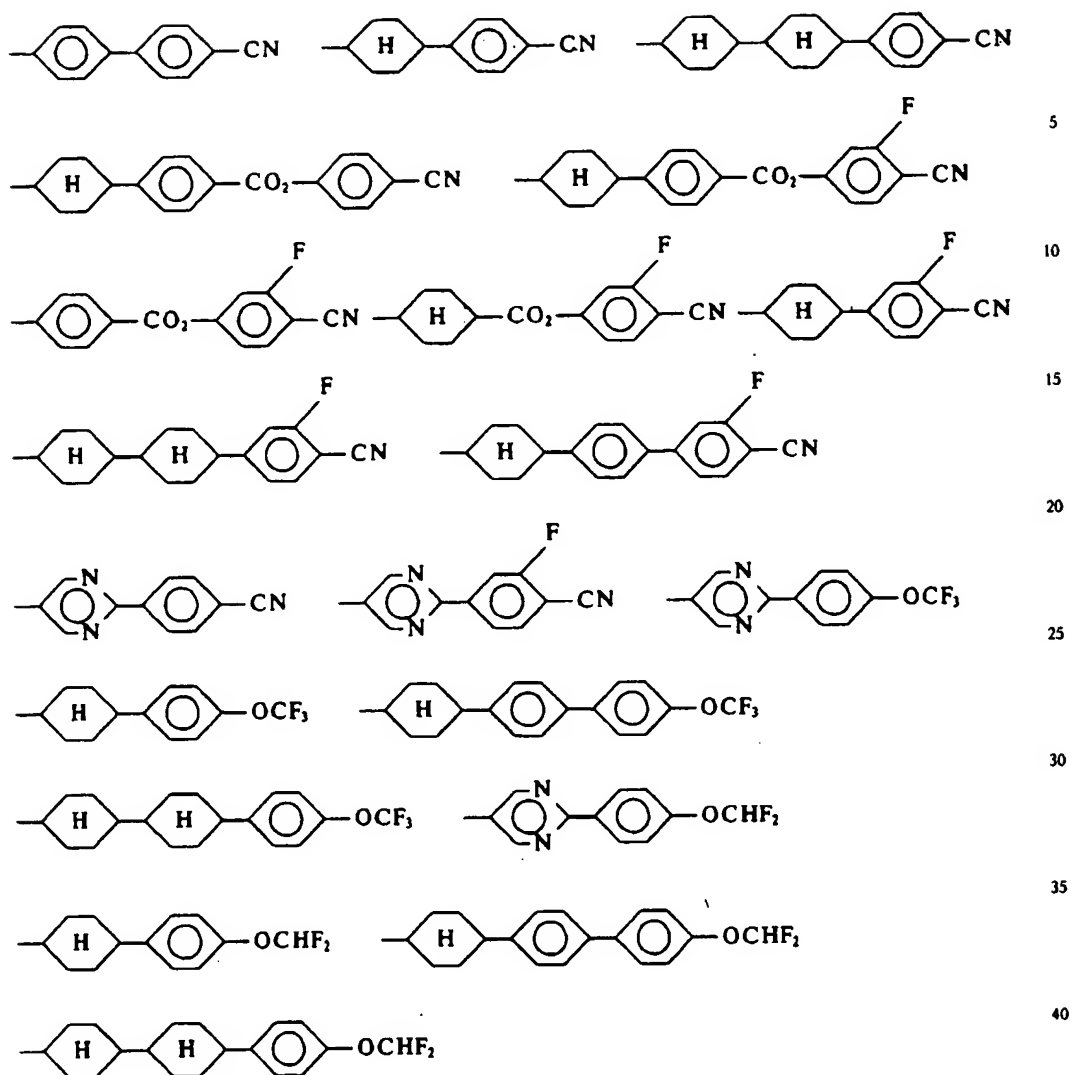 CN H CN H H CN
5
F
H CO₂ CN H CO₂ CN
10
F F F
CO₂ CN H CO₂ CN H CN
15
F F
H H CN H CN
20
F
N N CN N N CN N N OCF₃
25
H OCF₃ H OCF₃
30
H H OCF₃ N N OCHF₂
35
H OCHF₂ H OCHF₂
40
H H OCHF₂